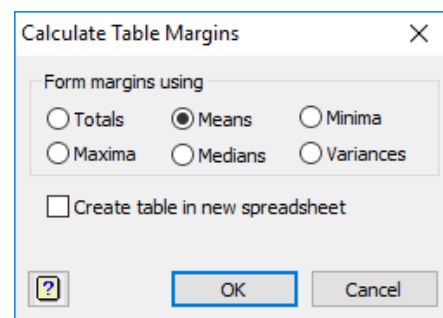 Calculate Table Margins
Form margins using
Totals Means Minima
Maxima Medians Variances
Create table in new spreadsheet
? OK Cancel